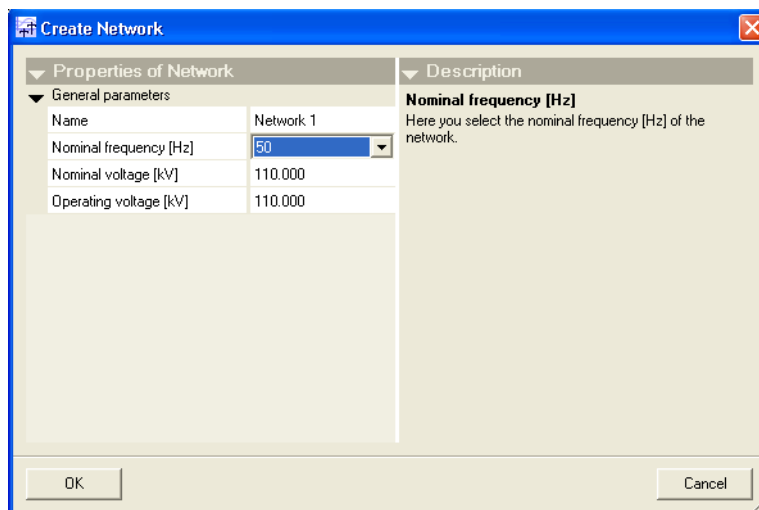 Create Network
Properties of Network
General parameters
Name Network 1
Nominal frequency [Hz] 50
Nominal voltage [kV] 110.000
Operating voltage [kV] 110.000
Description
Nominal frequency [Hz]
Here you select the nominal frequency [Hz] of the
network.
OK
Cancel